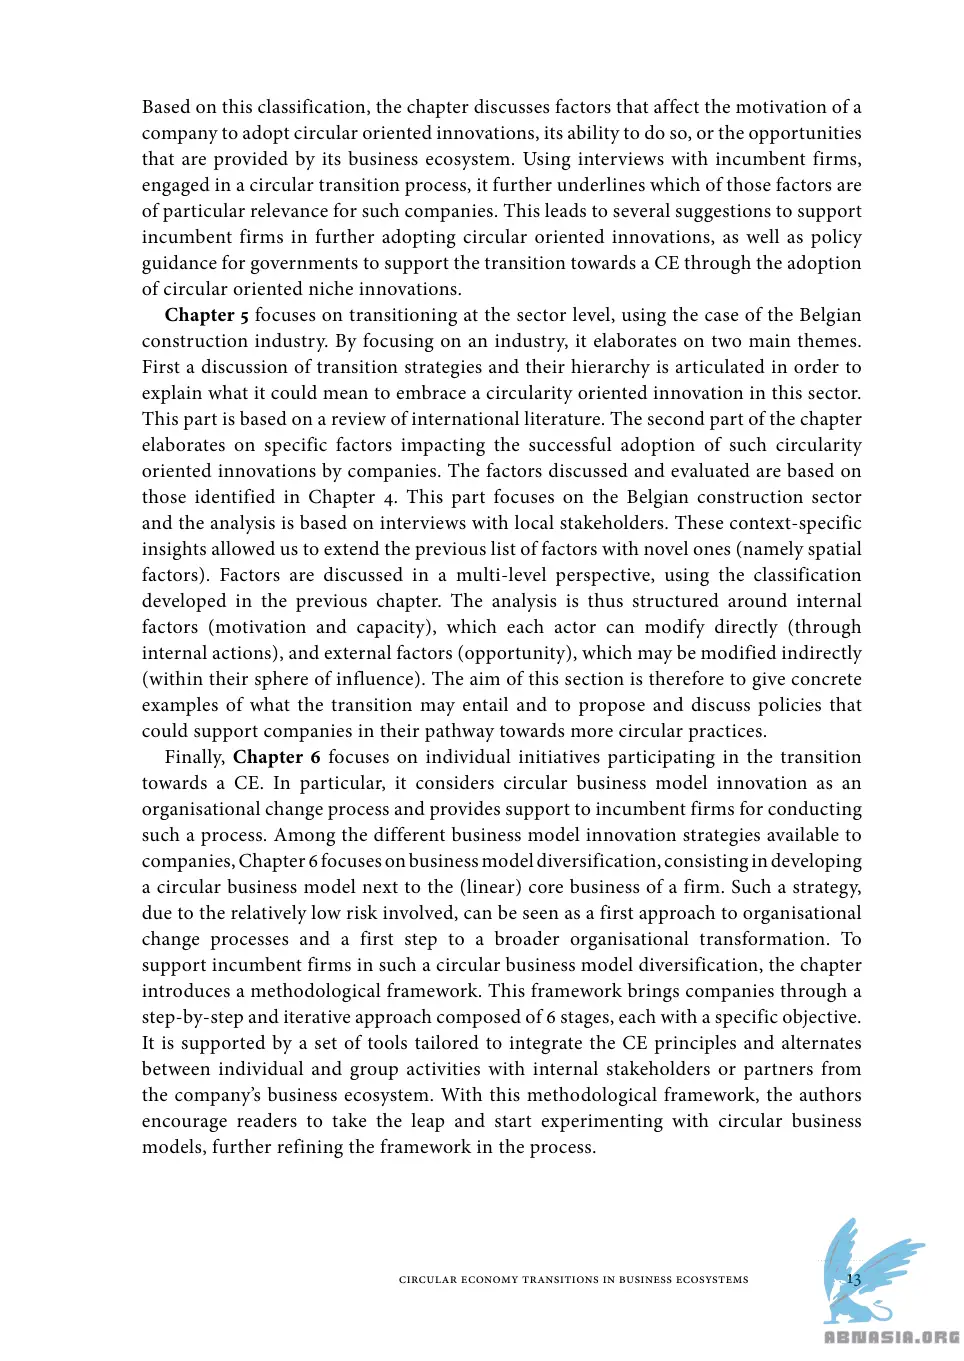 Based on this classification, the chapter discusses factors that affect the motivation of a
company to adopt circular oriented innovations, its ability to do so, or the opportunities
that are provided by its business ecosystem. Using interviews with incumbent firms,
engaged in a circular transition process, it further underlines which of those factors are
of particular relevance for such companies. This leads to several suggestions to support
incumbent firms in further adopting circular oriented innovations, as well as policy
guidance for governments to support the transition towards a CE through the adoption
of circular oriented niche innovations.
Chapter 5 focuses on transitioning at the sector level, using the case of the Belgian
construction industry. By focusing on an industry, it elaborates on two main themes.
First a discussion of transition strategies and their hierarchy is articulated in order to
explain what it could mean to embrace a circularity oriented innovation in this sector.
This part is based on a review of international literature. The second part of the chapter
elaborates on specific factors impacting the successful adoption of such circularity
oriented innovations by companies. The factors discussed and evaluated are based on
those identified in Chapter 4. This part focuses on the Belgian construction sector
and the analysis is based on interviews with local stakeholders. These context-specific
insights allowed us to extend the previous list of factors with novel ones (namely spatial
factors). Factors are discussed in a multi-level perspective, using the classification
developed in the previous chapter. The analysis is thus structured around internal
factors (motivation and capacity), which each actor can modify directly (through
internal actions), and external factors (opportunity), which may be modified indirectly
(within their sphere of influence). The aim of this section is therefore to give concrete
examples of what the transition may entail and to propose and discuss policies that
could support companies in their pathway towards more circular practices.
Finally, Chapter 6 focuses on individual initiatives participating in the transition
towards a CE. In particular, it considers circular business model innovation as an
organisational change process and provides support to incumbent firms for conducting
such a process. Among the different business model innovation strategies available to
companies, Chapter 6 focuses on business model diversification, consisting in developing
a circular business model next to the (linear) core business of a firm. Such a strategy,
due to the relatively low risk involved, can be seen as a first approach to organisational
change processes and a first step to a broader organisational transformation. To
support incumbent firms in such a circular business model diversification, the chapter
introduces a methodological framework. This framework brings companies through a
step-by-step and iterative approach composed of 6 stages, each with a specific objective.
It is supported by a set of tools tailored to integrate the CE principles and alternates
between individual and group activities with internal stakeholders or partners from
the company’s business ecosystem. With this methodological framework, the authors
encourage readers to take the leap and start experimenting with circular business
models, further refining the framework in the process.
CIRCULAR ECONOMY TRANSITIONS IN BUSINESS ECOSYSTEMS 13
ABNASIA.ORG